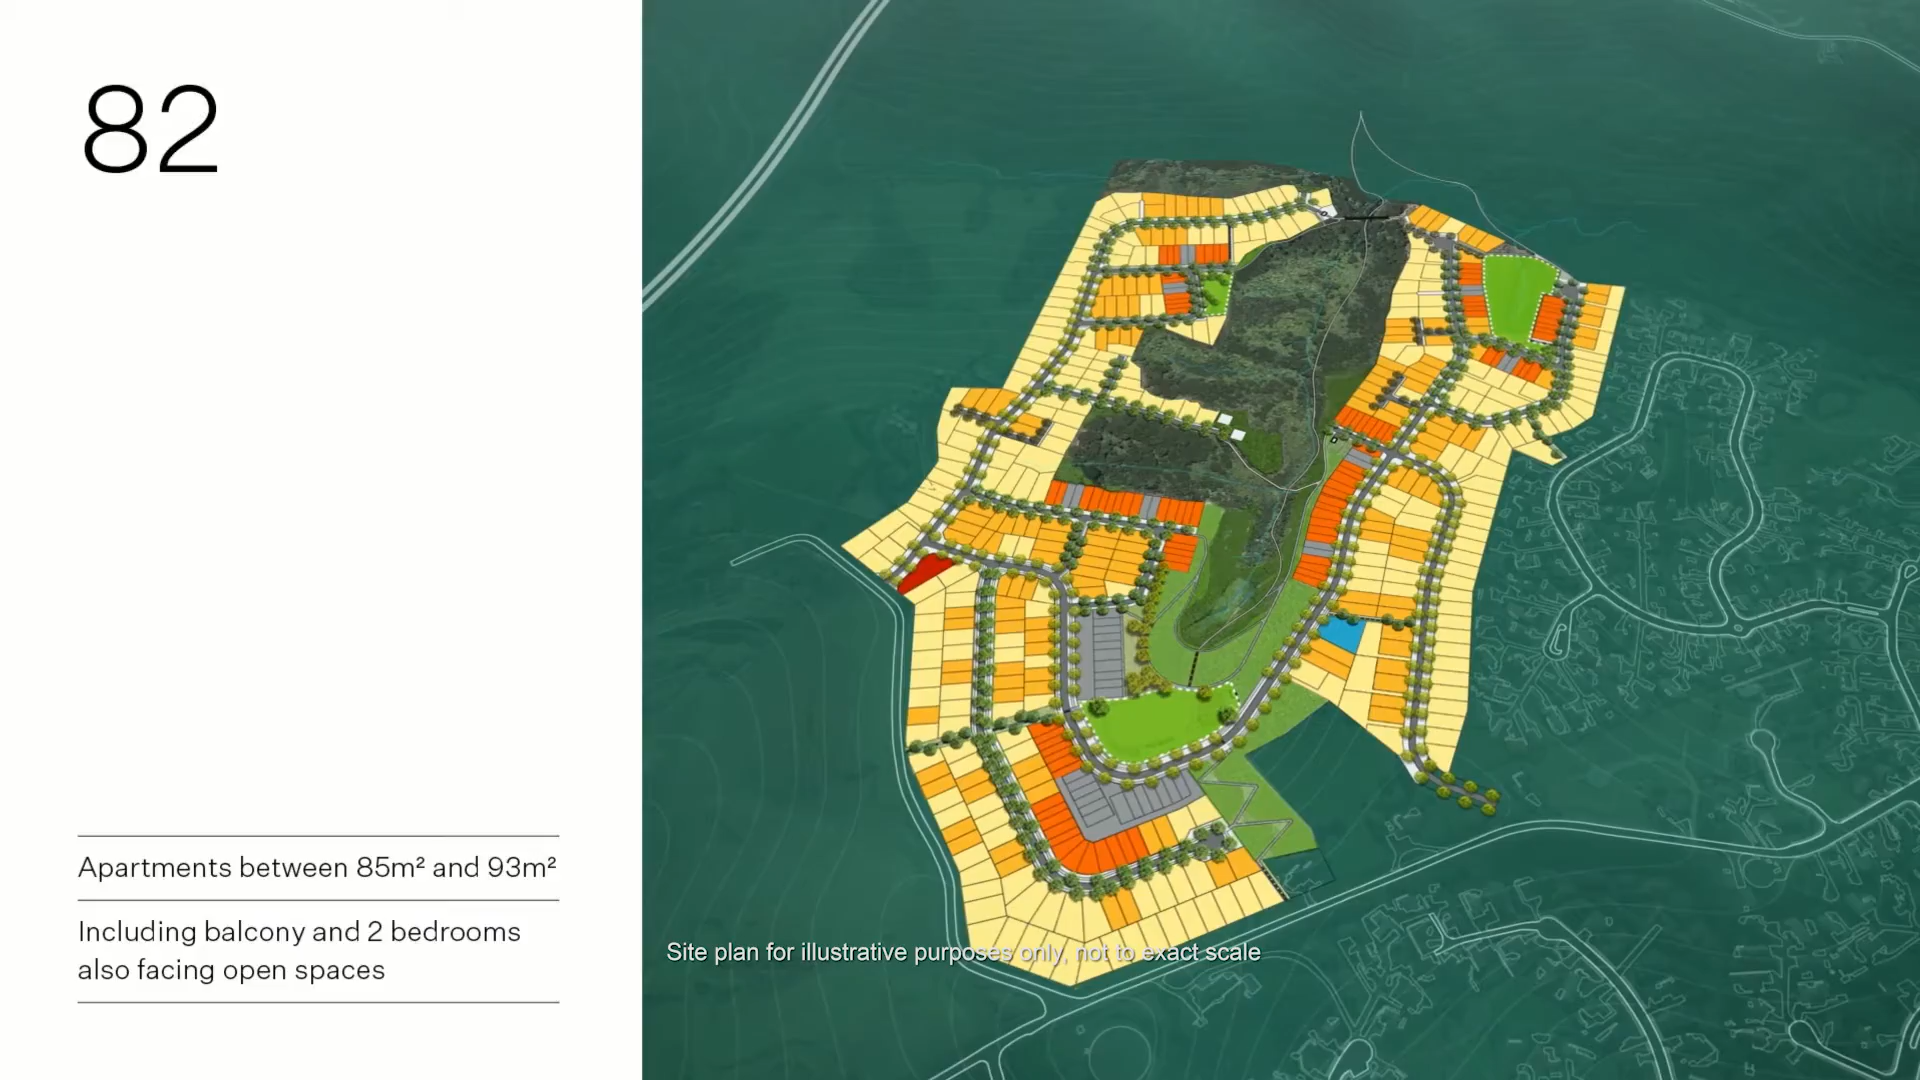 82
Apartments between 85m² and 93m²
Including balcony and 2 bedrooms
also facing open spaces
Site plan for illustrative purposes only, not to exact scale